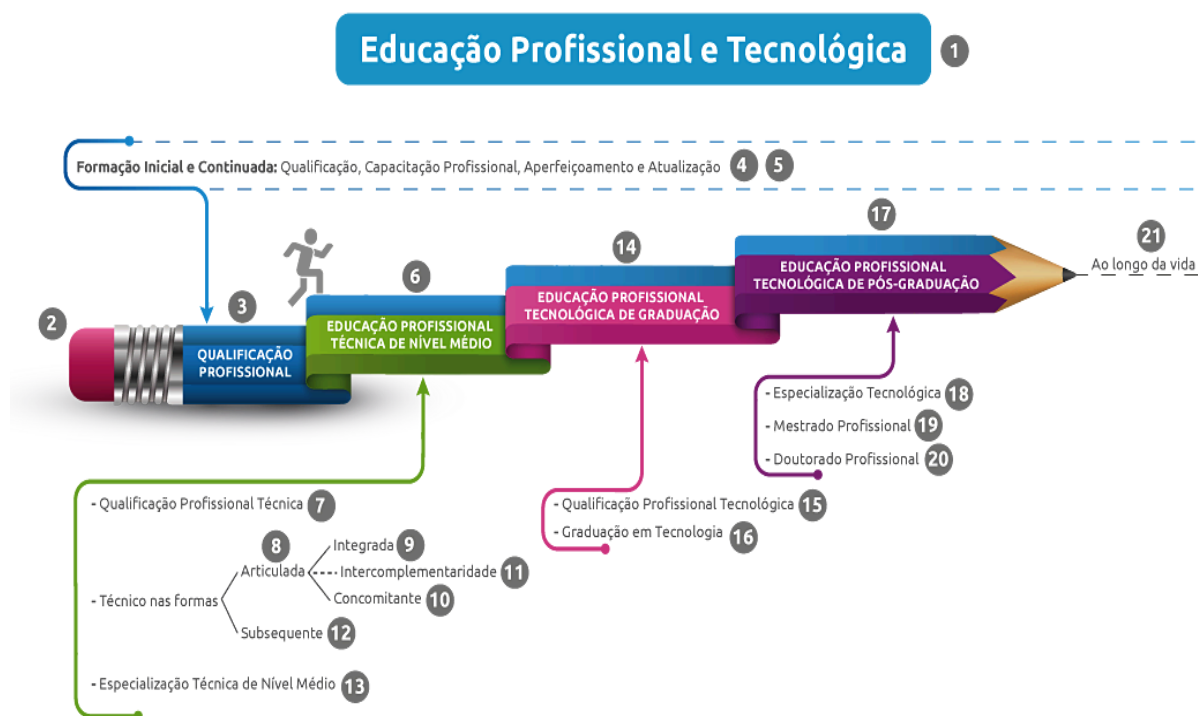 Educação Profissional e Tecnológica 1
Formação Inicial e Continuada: Qualificação, Capacitação Profissional, Aperfeiçoamento e Atualização 4 5
2
3
QUALIFICAÇÃO
PROFISSIONAL
6
EDUCAÇÃO PROFISSIONAL
TÉCNICA DE NÍVEL MÉDIO
14
EDUCAÇÃO PROFISSIONAL
TECNOLÓGICA DE GRADUAÇÃO
17
EDUCAÇÃO PROFISSIONAL
TECNOLÓGICA DE PÓS-GRADUAÇÃO
21
Ao longo da vida
- Qualificação Profissional Técnica 7
- Técnico nas formas
8
Articulada
Integrada 9
Intercomplementaridade 11
Concomitante 10
Subsequente 12
- Especialização Técnica de Nível Médio 13
- Qualificação Profissional Tecnológica 15
- Graduação em Tecnologia 16
- Especialização Tecnológica 18
- Mestrado Profissional 19
- Doutorado Profissional 20